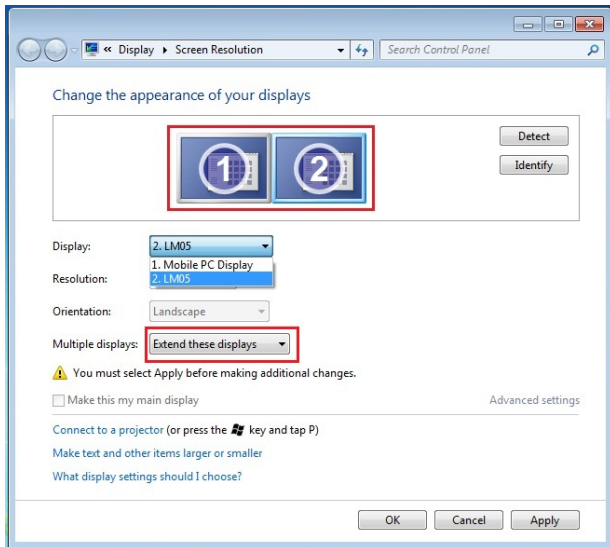 « Display ▸ Screen Resolution
Search Control Panel
Change the appearance of your displays
1 2
Detect
Identify
Display: 2. LM05
1. Mobile PC Display
2. LM05
Resolution:
Orientation: Landscape
Multiple displays: Extend these displays
You must select Apply before making additional changes.
Make this my main display
Advanced settings
Connect to a projector (or press the key and tap P)
Make text and other items larger or smaller
What display settings should I choose?
OK Cancel Apply